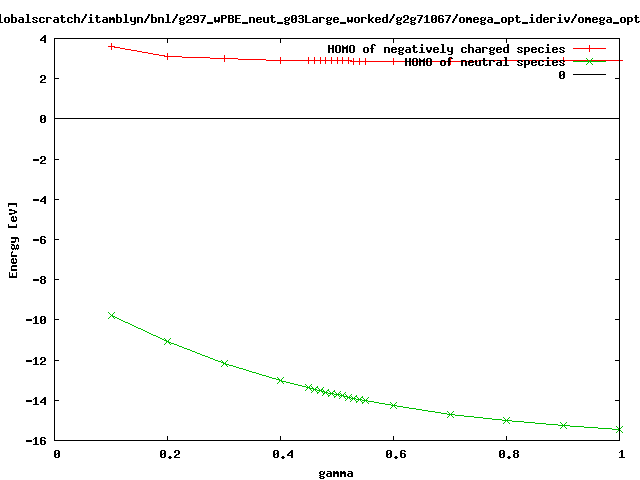 lobalscratch/itamblyn/bnl/g297_wPBE_neut_g03Large_worked/g2g71067/omega_opt_ideriv/omega_opt
HOMO of negatively charged species
HOMO of neutral species
0
4
2
0
-2
-4
-6
-8
-10
-12
-14
-16
Energy [eV]
0 0.2 0.4 0.6 0.8 1
gamma